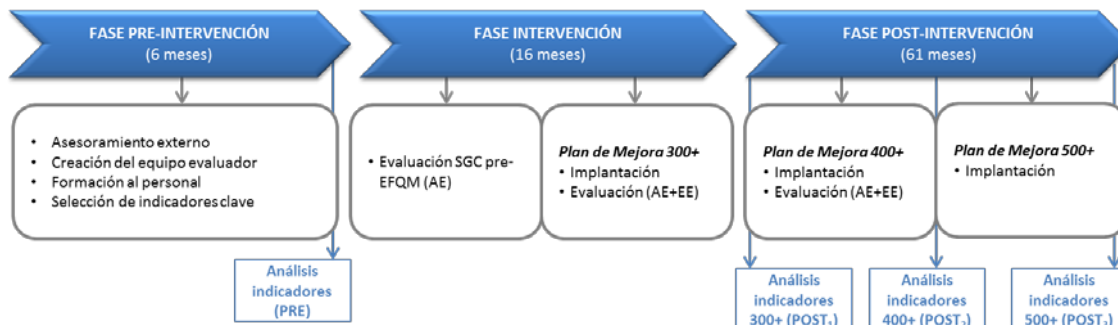 FASE PRE-INTERVENCIÓN
(6 meses)
FASE INTERVENCIÓN
(16 meses)
FASE POST-INTERVENCIÓN
(61 meses)
• Asesoramiento externo
• Creación del equipo evaluador
• Formación al personal
• Selección de indicadores clave
• Evaluación SGC pre-
EFQM (AE)
Plan de Mejora 300+
• Implantación
• Evaluación (AE+EE)
Plan de Mejora 400+
• Implantación
• Evaluación (AE+EE)
Plan de Mejora 500+
• Implantación
Análisis
indicadores
(PRE)
Análisis
indicadores
300+ (POST₁)
Análisis
indicadores
400+ (POST₂)
Análisis
indicadores
500+ (POST₃)